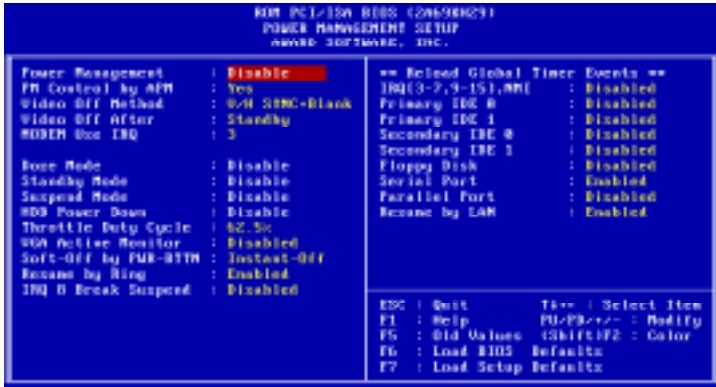 ROM PCI/ISA BIOS (2A69KH29)
POWER MANAGEMENT SETUP
AWARD SOFTWARE, INC.
Power Management : Disable
PM Control by APM : Yes
Video Off Method : V/H SYNC+Blank
Video Off After : Standby
MODEM Use IRQ : 3
Doze Mode : Disable
Standby Mode : Disable
Suspend Mode : Disable
HDD Power Down : Disable
Throttle Duty Cycle : 62.5%
VGA Active Monitor : Disabled
Soft-Off by PWR-BTTN : Instant-Off
Resume by Ring : Enabled
IRQ 8 Break Suspend : Disabled
** Reload Global Timer Events **
IRQ[3-7,9-15],NMI : Disabled
Primary IDE 0 : Disabled
Primary IDE 1 : Disabled
Secondary IDE 0 : Disabled
Secondary IDE 1 : Disabled
Floppy Disk : Disabled
Serial Port : Enabled
Parallel Port : Disabled
Resume by LAN : Enabled
ESC : Quit ↑↓→← : Select Item
F1 : Help PU/PD/+/- : Modify
F5 : Old Values (Shift)F2 : Color
F6 : Load BIOS Defaults
F7 : Load Setup Defaults